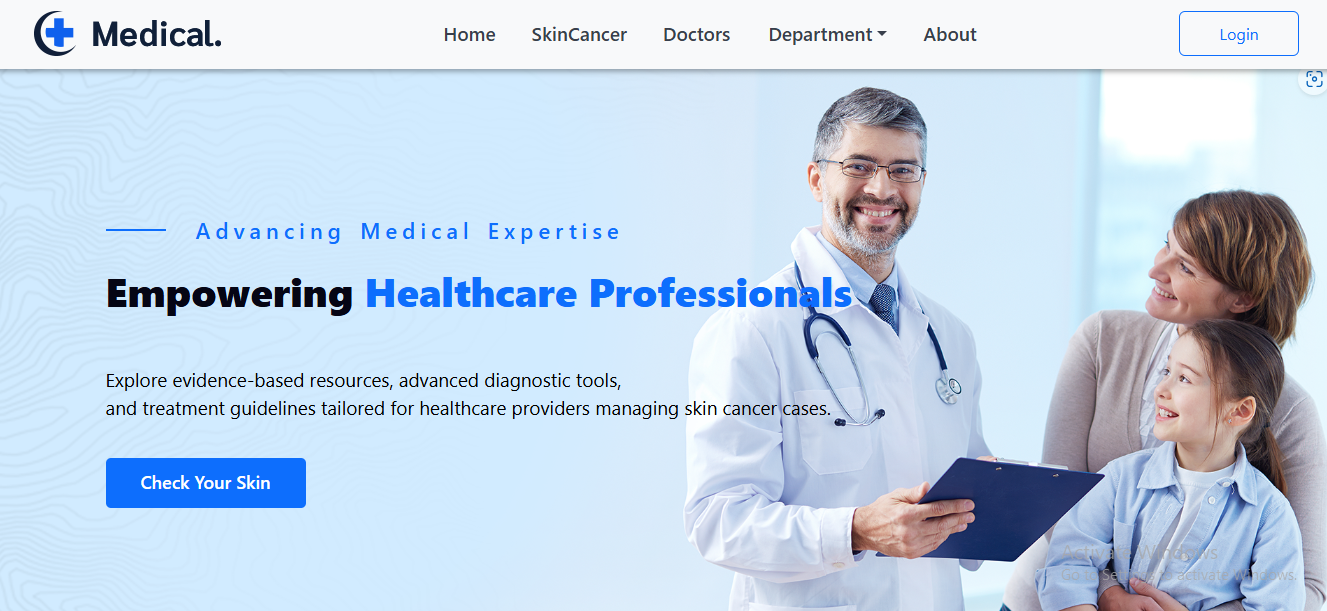 Medical.
Home SkinCancer Doctors Department About
Login
Advancing Medical Expertise
Empowering Healthcare Professionals
Explore evidence-based resources, advanced diagnostic tools,
and treatment guidelines tailored for healthcare providers managing skin cancer cases.
Check Your Skin
Activate Windows
Go to Settings to activate Windows.